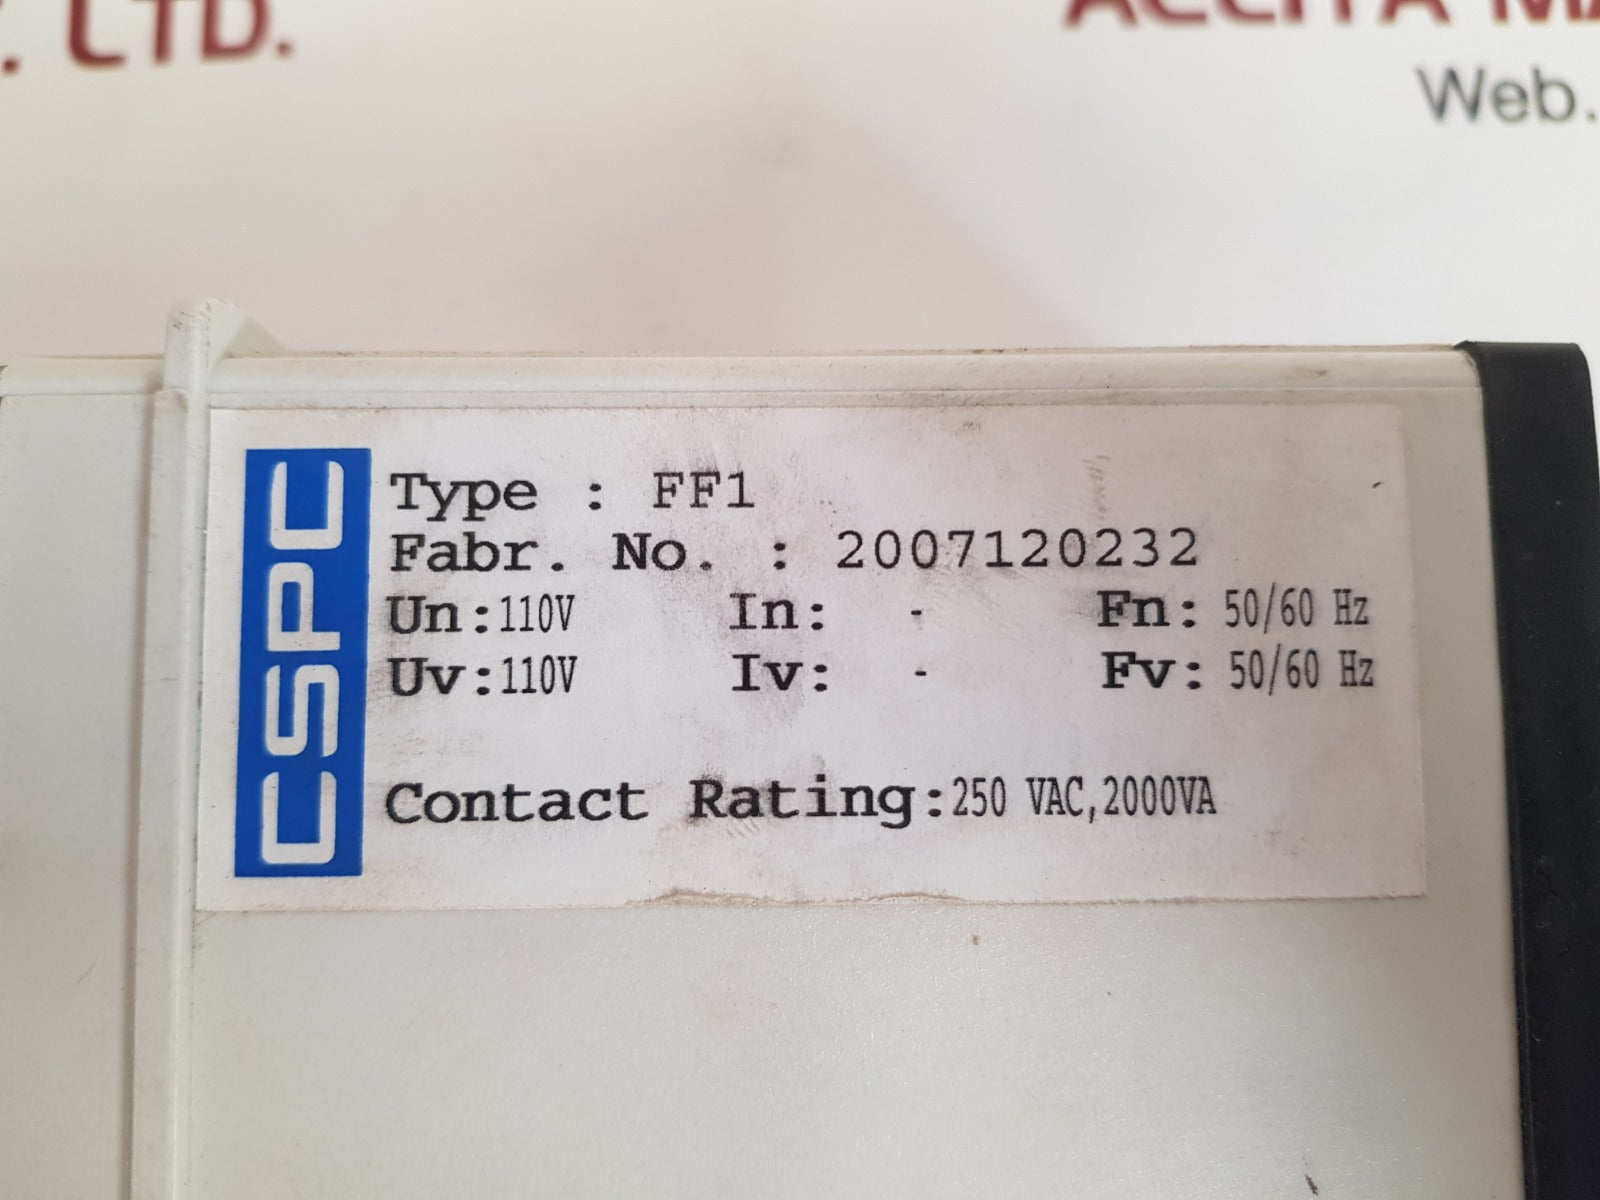 LTD.
Web.
CSPC
Type : FF1
Fabr. No. : 2007120232
Un:110V In: - Fn: 50/60 Hz
Uv:110V Iv: - Fv: 50/60 Hz
Contact Rating:250 VAC,2000VA